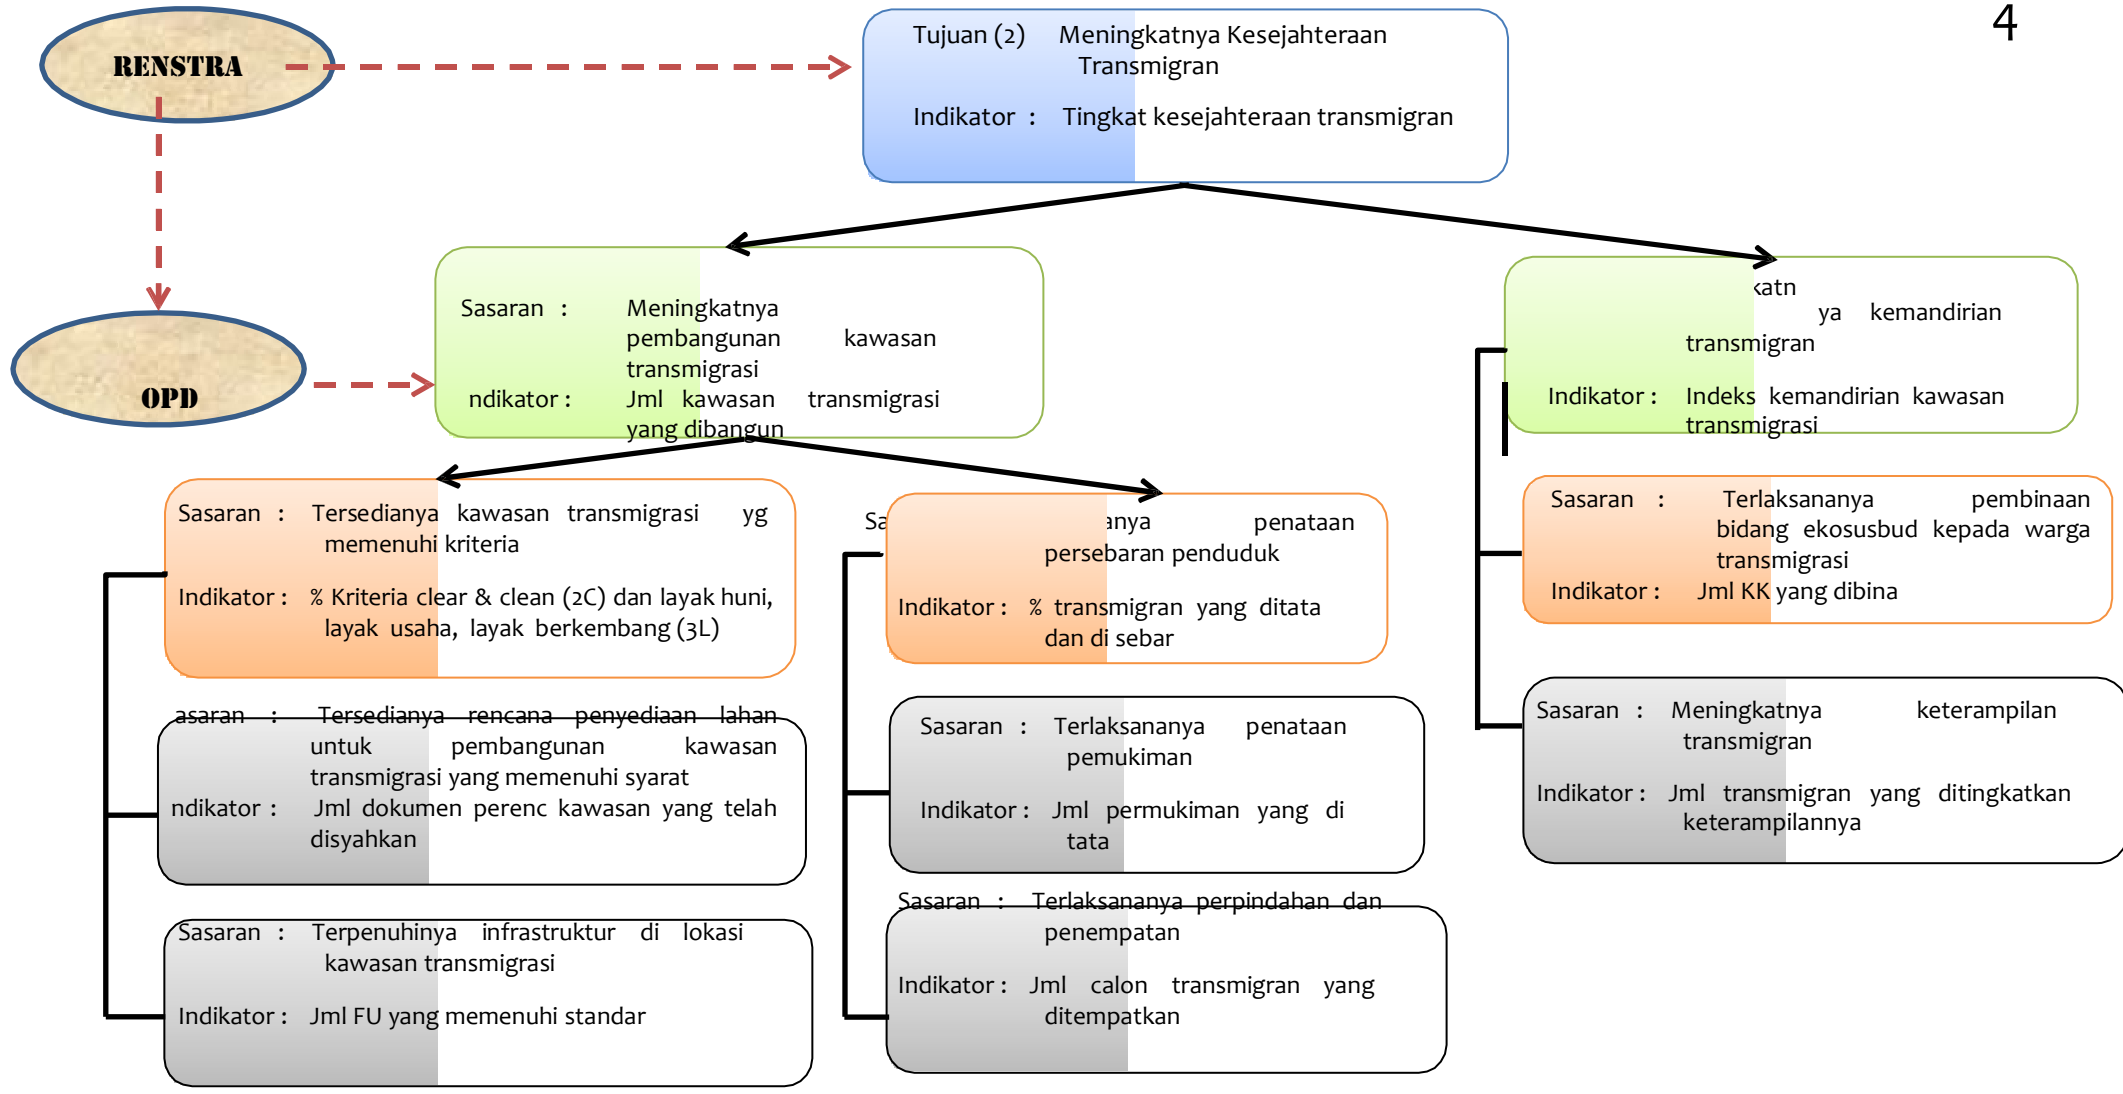 4
RENSTRA
Tujuan (2) Meningkatnya Kesejahteraan
Transmigran
Indikator : Tingkat kesejahteraan transmigran
OPD
Sasaran : Meningkatnya
pembangunan kawasan
transmigrasi
ndikator : Jml kawasan transmigrasi
yang dibangun
katn
ya kemandirian
transmigran
Indikator : Indeks kemandirian kawasan
transmigrasi
Sasaran : Tersedianya kawasan transmigrasi yg
memenuhi kriteria
Indikator : % Kriteria clear & clean (2C) dan layak huni,
layak usaha, layak berkembang (3L)
Sa anya penataan
persebaran penduduk
Indikator : % transmigran yang ditata
dan di sebar
Sasaran : Terlaksananya pembinaan
bidang ekosusbud kepada warga
transmigrasi
Indikator : Jml KK yang dibina
asaran : Tersedianya rencana penyediaan lahan
untuk pembangunan kawasan
transmigrasi yang memenuhi syarat
ndikator : Jml dokumen perenc kawasan yang telah
disyahkan
Sasaran : Terlaksananya penataan
pemukiman
Indikator : Jml permukiman yang di
tata
Sasaran : Meningkatnya keterampilan
transmigran
Indikator : Jml transmigran yang ditingkatkan
keterampilannya
Sasaran : Terpenuhinya infrastruktur di lokasi
kawasan transmigrasi
Indikator : Jml FU yang memenuhi standar
Sasaran : Terlaksananya perpindahan dan
penempatan
Indikator : Jml calon transmigran yang
ditempatkan